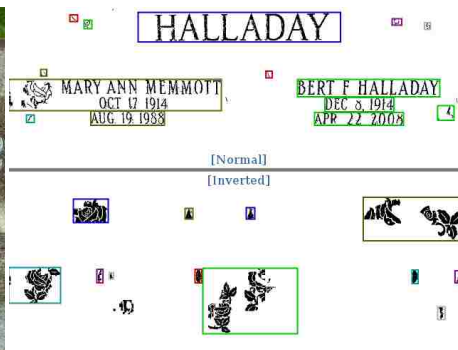 HALLADAY
MARY ANN MEMMOTT
OCT 17 1914
AUG. 19. 1988
BERT F HALLADAY
DEC 8, 1914
APR 22 2008
[Normal]
[Inverted]